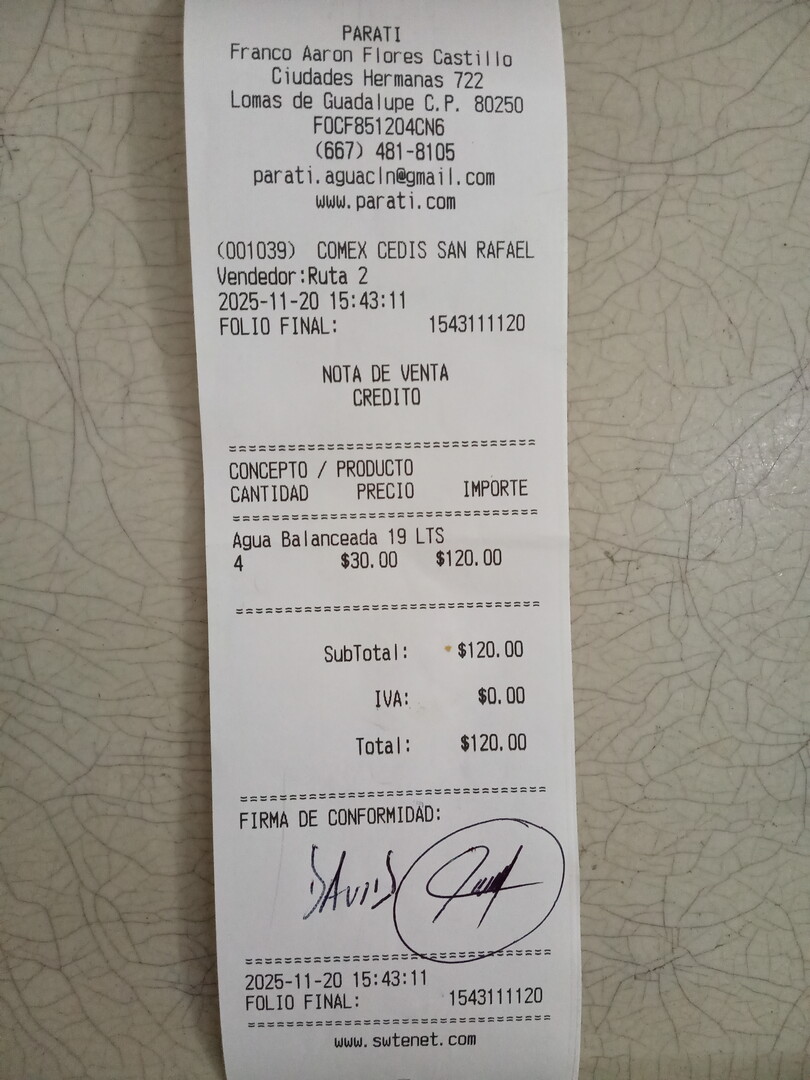 PARATI
Franco Aaron Flores Castillo
Ciudades Hermanas 722
Lomas de Guadalupe C.P. 80250
FOCF851204CN6
(667) 481-8105
parati.aguacln@gmail.com
www.parati.com
(001039) COMEX CEDIS SAN RAFAEL
Vendedor:Ruta 2
2025-11-20 15:43:11
FOLIO FINAL: 1543111120
NOTA DE VENTA
CREDITO
CONCEPTO / PRODUCTO
CANTIDAD PRECIO IMPORTE
Agua Balanceada 19 LTS
4 $30.00 $120.00
SubTotal: $120.00
IVA: $0.00
Total: $120.00
FIRMA DE CONFORMIDAD:
DAVID
2025-11-20 15:43:11
FOLIO FINAL: 1543111120
www.swtenet.com